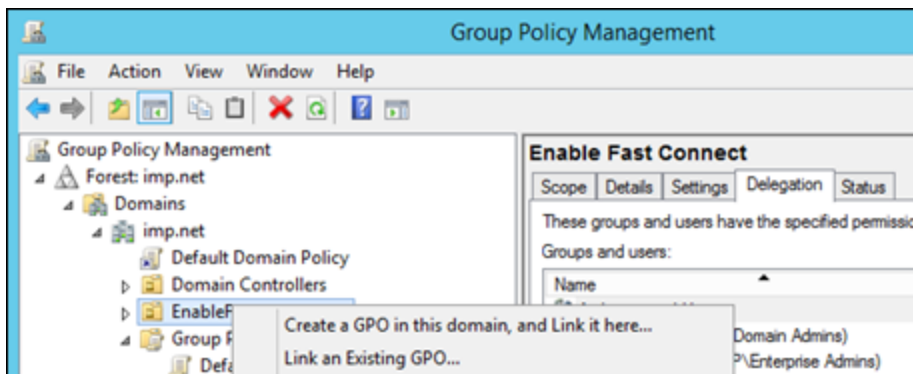 Group Policy Management
File Action View Window Help
Group Policy Management
Forest: imp.net
Domains
imp.net
Default Domain Policy
Domain Controllers
Group
Create a GPO in this domain, and Link it here...
Link an Existing GPO...
Enable Fast Connect
Scope Details Settings Delegation Status
These groups and users have the specified
Groups and users:
Name
Domain Admins)
P\Enterprise Admins)